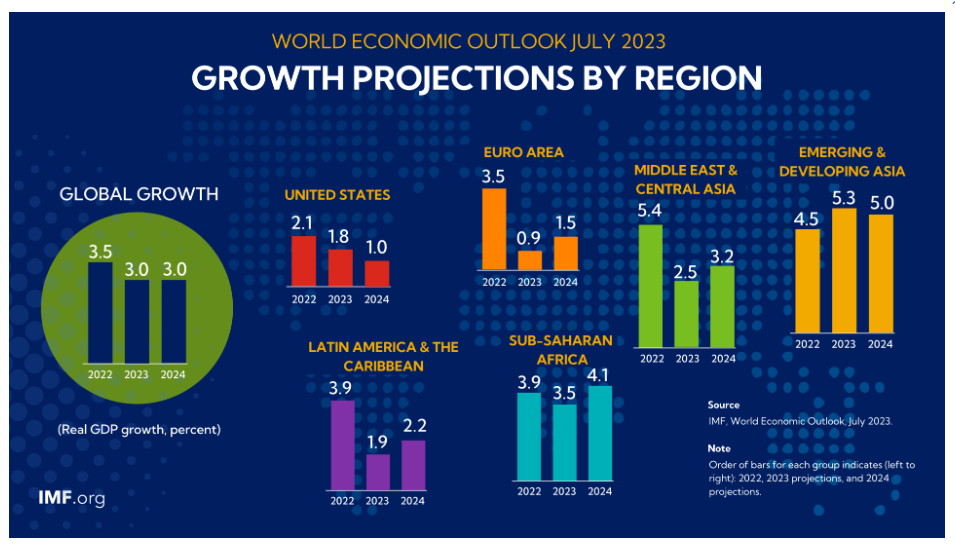 WORLD ECONOMIC OUTLOOK JULY 2023
GROWTH PROJECTIONS BY REGION
GLOBAL GROWTH
3.5
3.0
3.0
2022
2023
2024
(Real GDP growth, percent)
UNITED STATES
2.1
1.8
1.0
2022
2023
2024
EURO AREA
3.5
0.9
1.5
2022
2023
2024
MIDDLE EAST &
CENTRAL ASIA
5.4
2.5
3.2
2022
2023
2024
EMERGING &
DEVELOPING ASIA
4.5
5.3
5.0
2022
2023
2024
LATIN AMERICA & THE
CARIBBEAN
3.9
1.9
2.2
2022
2023
2024
SUB-SAHARAN
AFRICA
3.9
3.5
4.1
2022
2023
2024
Source
IMF, World Economic Outlook, July 2023.
Note
Order of bars for each group indicates (left to
right): 2022, 2023 projections, and 2024
projections.
IMF.org